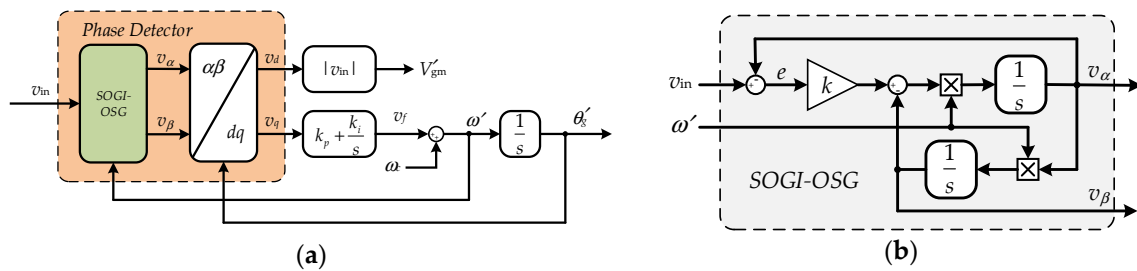 Phase Detector
v_in
SOGI-OSG
v_α
v_β
αβ
dq
v_d
v_q
|v_in|
V′_gm
k_p + k_i/s
v_f
+
+
ω_c
ω′
1/s
θ′_g
(a)
v_in
+
-
e
k
+
-
×
1/s
v_α
ω′
1/s
×
SOGI-OSG
v_β
(b)